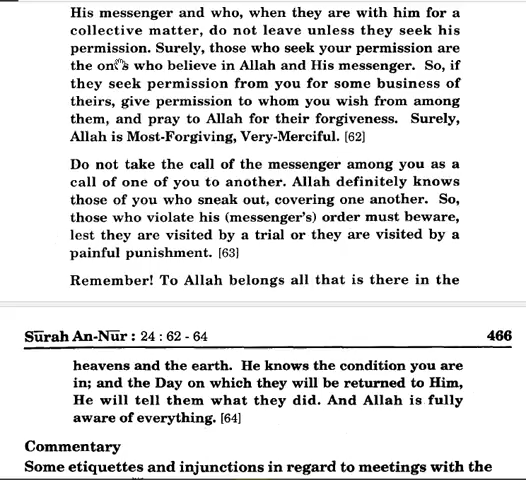 His messenger and who, when they are with him for a
collective matter, do not leave unless they seek his
permission. Surely, those who seek your permission are
the one's who believe in Allah and His messenger. So, if
they seek permission from you for some business of
theirs, give permission to whom you wish from among
them, and pray to Allah for their forgiveness. Surely,
Allah is Most-Forgiving, Very-Merciful. [62]
Do not take the call of the messenger among you as a
call of one of you to another. Allah definitely knows
those of you who sneak out, covering one another. So,
those who violate his (messenger's) order must beware,
lest they are visited by a trial or they are visited by a
painful punishment. [63]
Remember! To Allah belongs all that is there in the
Sūrah An-Nūr : 24 : 62 - 64 466
heavens and the earth. He knows the condition you are
in; and the Day on which they will be returned to Him,
He will tell them what they did. And Allah is fully
aware of everything. [64]
Commentary
Some etiquettes and injunctions in regard to meetings with the